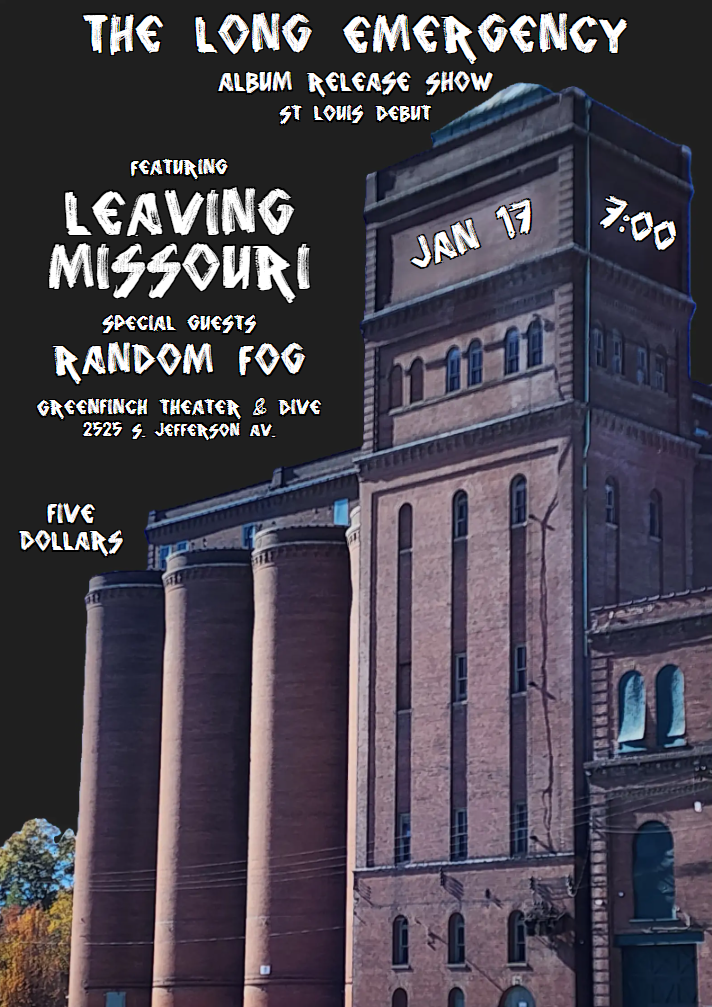 THE LONG EMERGENCY
ALBUM RELEASE SHOW
ST LOUIS DEBUT
FEATURING
LEAVING
MISSOURI
JAN 17
7:00
SPECIAL GUESTS
RANDOM FOG
GREENFINCH THEATER & DIVE
2525 S. JEFFERSON AV.
FIVE
DOLLARS